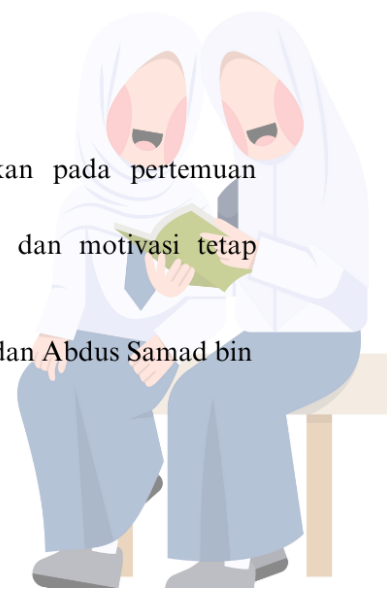 kan pada pertemuan
dan motivasi tetap
dan Abdus Samad bin